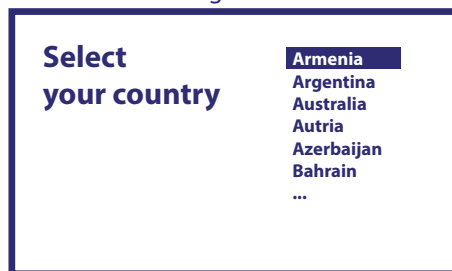 Select
your country
Armenia
Argentina
Australia
Autria
Azerbaijan
Bahrain
...